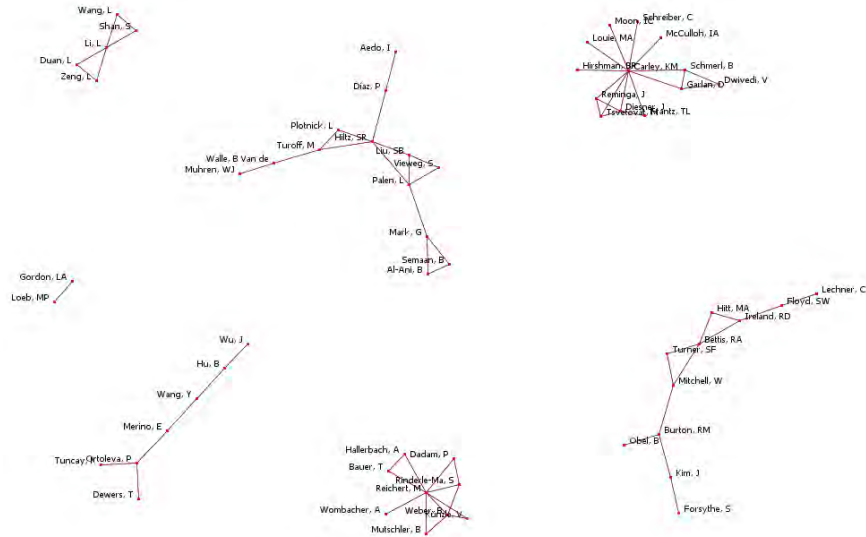 Wang, L
Shan, S
Li, L
Duan, L
Zeng, L
Aedo, I
Díaz, P
Plotnick, L
Hiltz, SR
Turoff, M
Liu, SB
Vieweg, S
Walle, B Van de
Muhren, WJ
Palen, L
Mark, G
Semaan, B
Al-Ani, B
Moon, IC
Schreiber, C
Louie, MA
McCulloh, IA
Hirshman, BR
Carley, KM
Schmerl, B
Garlan, D
Dwivedi, V
Reminga, J
Diesner, J
Tsvetovat, M
Frantz, TL
Gordon, LA
Loeb, MP
Wu, J
Hu, B
Wang, Y
Merino, E
Tuncay, K
Ortoleva, P
Dewers, T
Hallerbach, A
Dadam, P
Bauer, T
Rinderle-Ma, S
Reichert, M
Wombacher, A
Weber, B
Künzle, V
Mutschler, B
Lechner, C
Floyd, SW
Hitt, MA
Ireland, RD
Bettis, RA
Turner, SF
Mitchell, W
Burton, RM
Obel, B
Kim, J
Forsythe, S